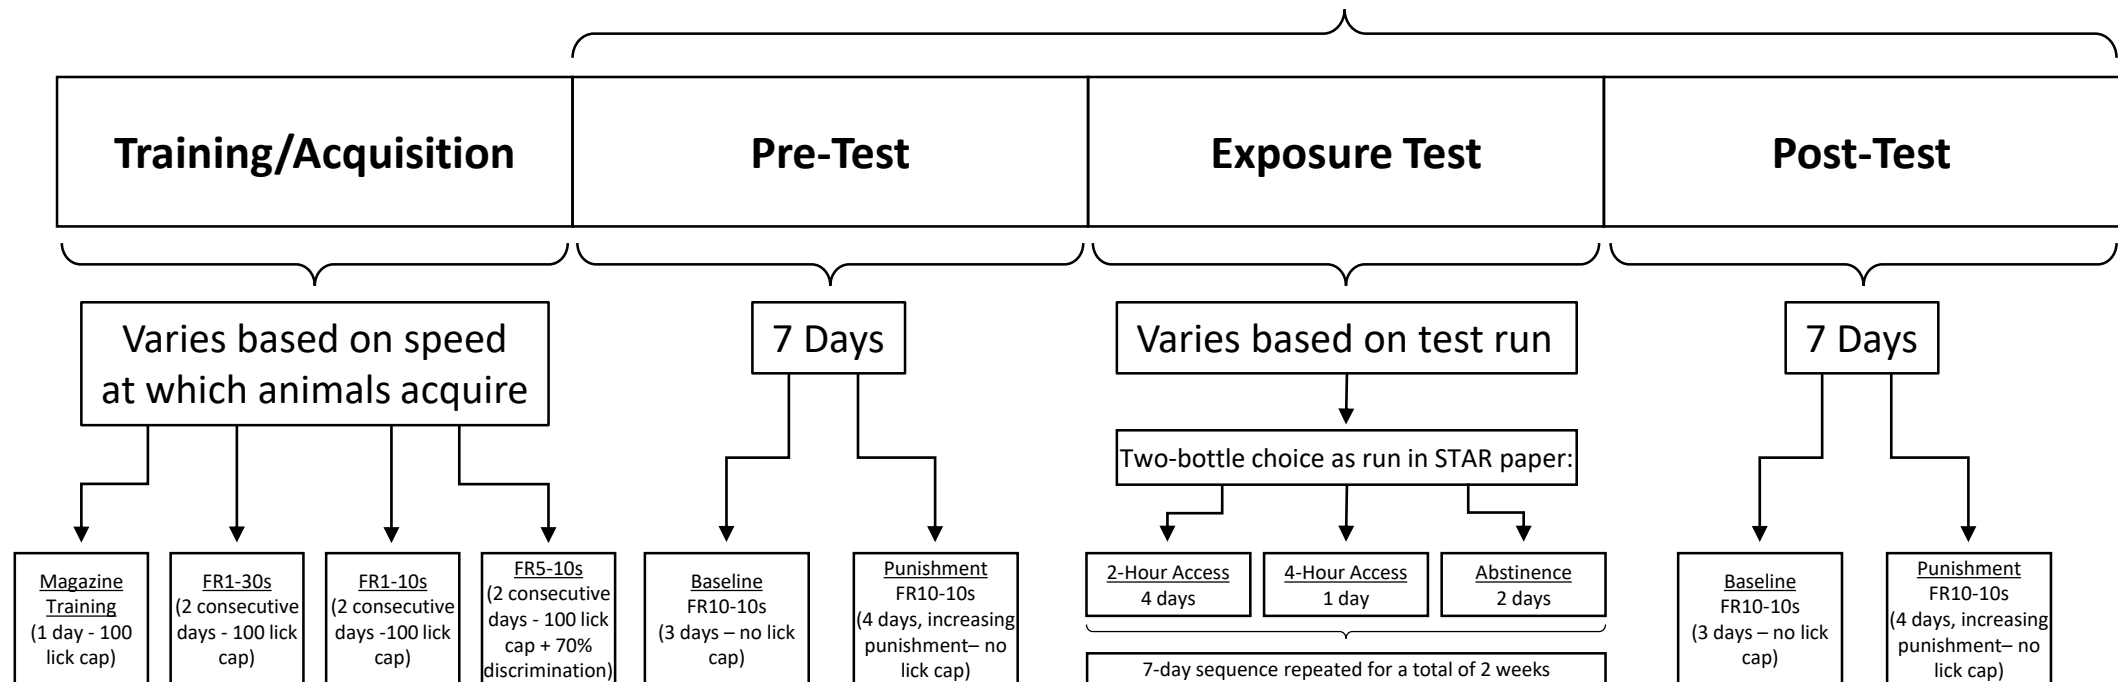 Training/Acquisition
Pre-Test
Exposure Test
Post-Test
Varies based on speed
at which animals acquire
7 Days
Varies based on test run
7 Days
Two-bottle choice as run in STAR paper:
Magazine
Training
(1 day - 100
lick cap)
FR1-30s
(2 consecutive
days - 100 lick
cap)
FR1-10s
(2 consecutive
days -100 lick
cap)
FR5-10s
(2 consecutive
days - 100 lick
cap + 70%
discrimination)
Baseline
FR10-10s
(3 days – no lick
cap)
Punishment
FR10-10s
(4 days, increasing
punishment– no
lick cap)
2-Hour Access
4 days
4-Hour Access
1 day
Abstinence
2 days
7-day sequence repeated for a total of 2 weeks
Baseline
FR10-10s
(3 days – no lick
cap)
Punishment
FR10-10s
(4 days, increasing
punishment– no
lick cap)